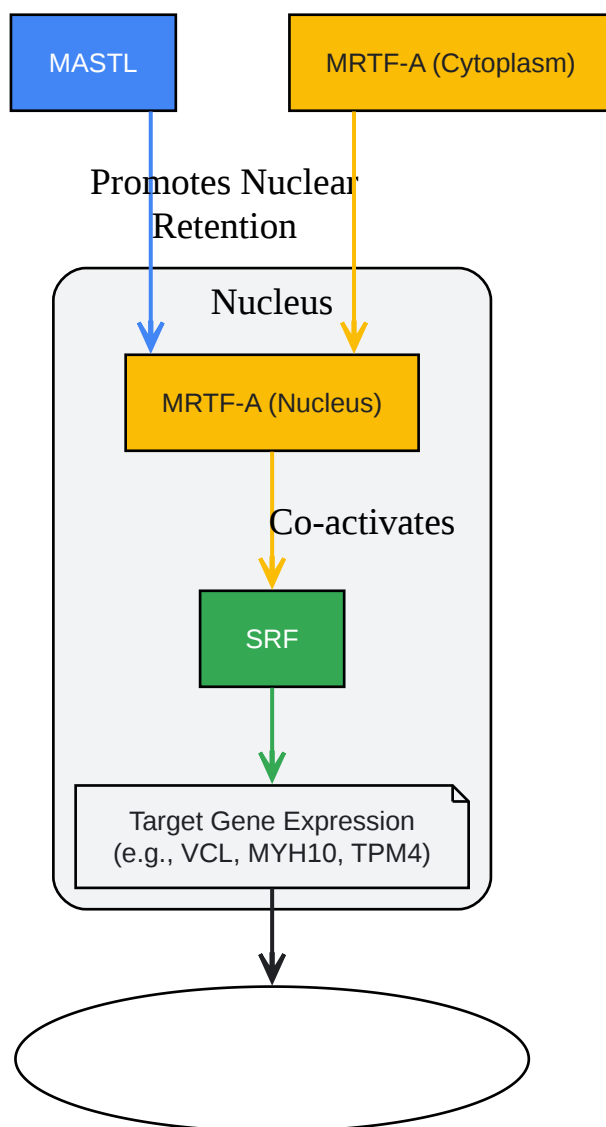 MASTL
MRTF-A (Cytoplasm)
Promotes Nuclear
Retention
Nucleus
MRTF-A (Nucleus)
Co-activates
SRF
Target Gene Expression
(e.g., VCL, MYH10, TPM4)